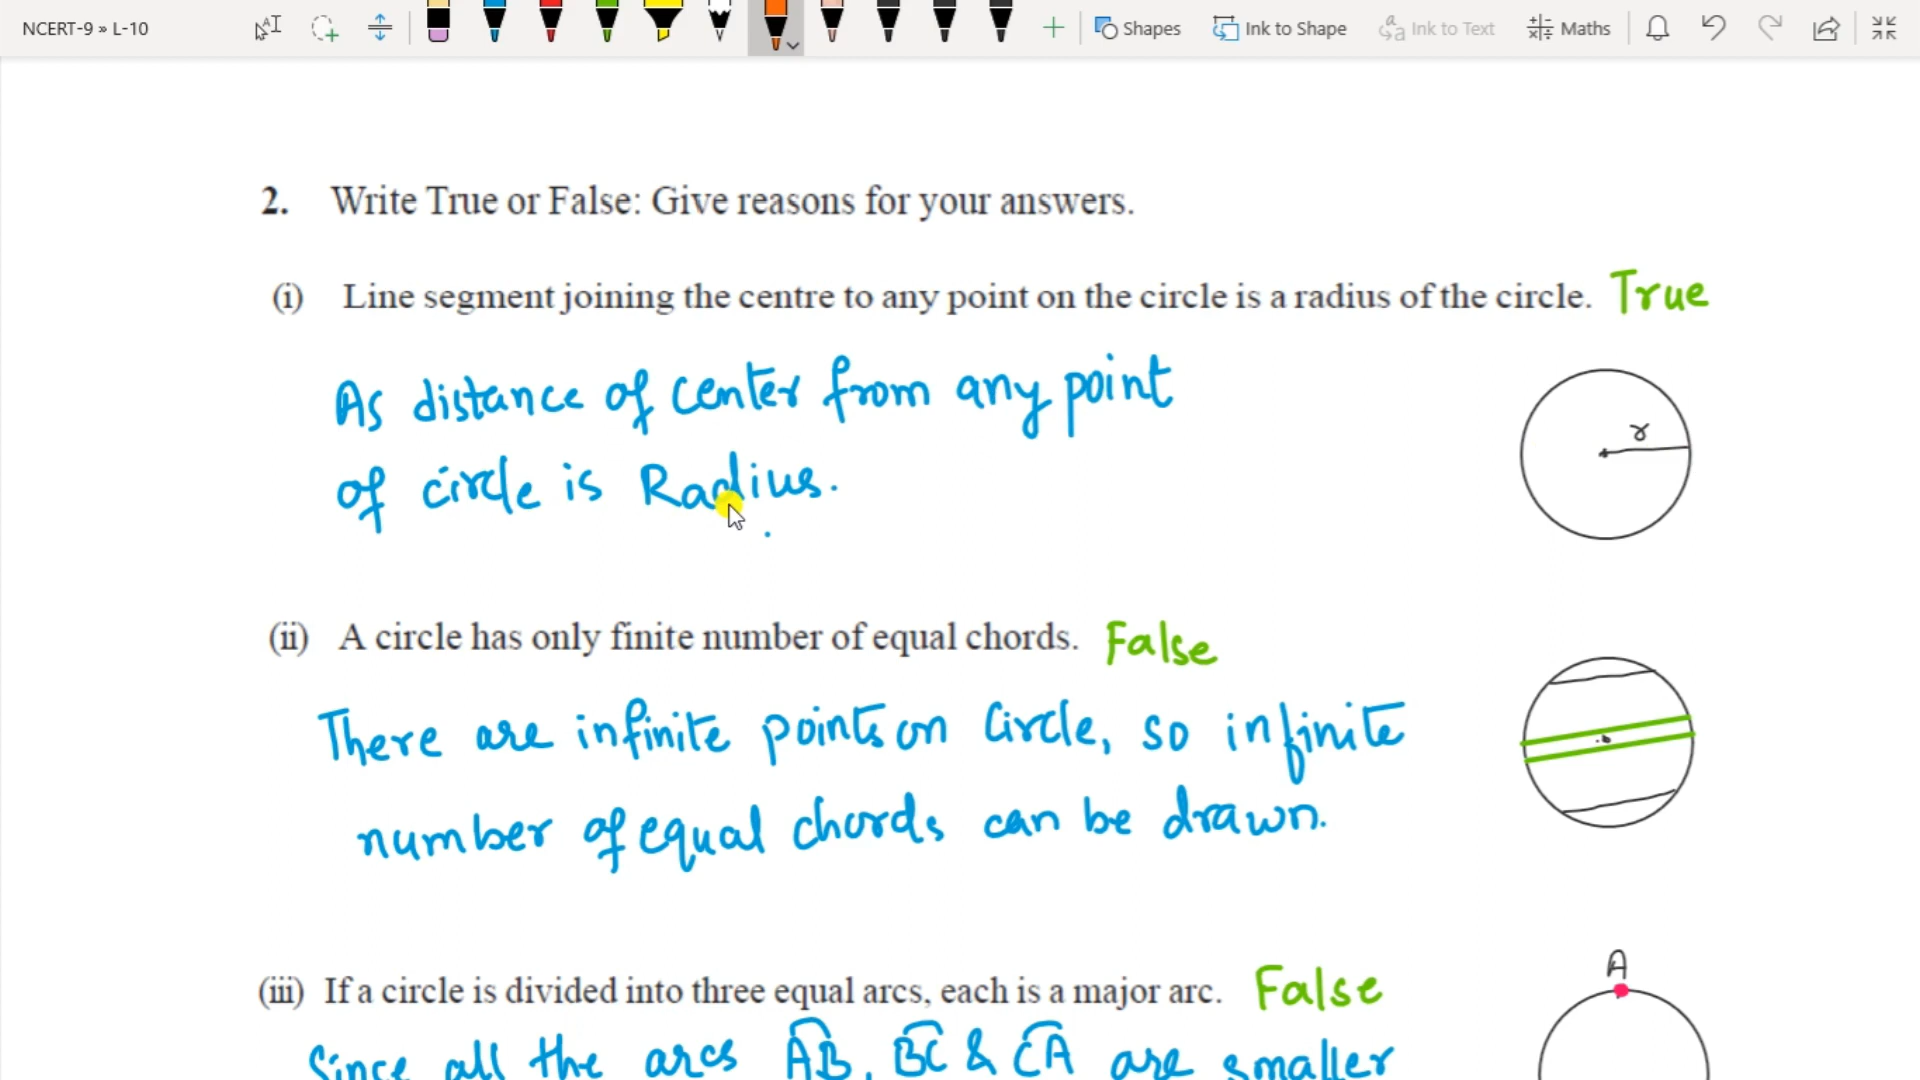 NCERT-9 » L-10
Shapes
Ink to Shape
Ink to Text
Maths
2. Write True or False: Give reasons for your answers.
(i) Line segment joining the centre to any point on the circle is a radius of the circle. True
As distance of center from any point
of circle is Radius.
r
(ii) A circle has only finite number of equal chords. False
There are infinite points on Circle, so infinite
number of equal chords can be drawn.
A
(iii) If a circle is divided into three equal arcs, each is a major arc. False
Since all the arcs AB, BC & CA are smaller